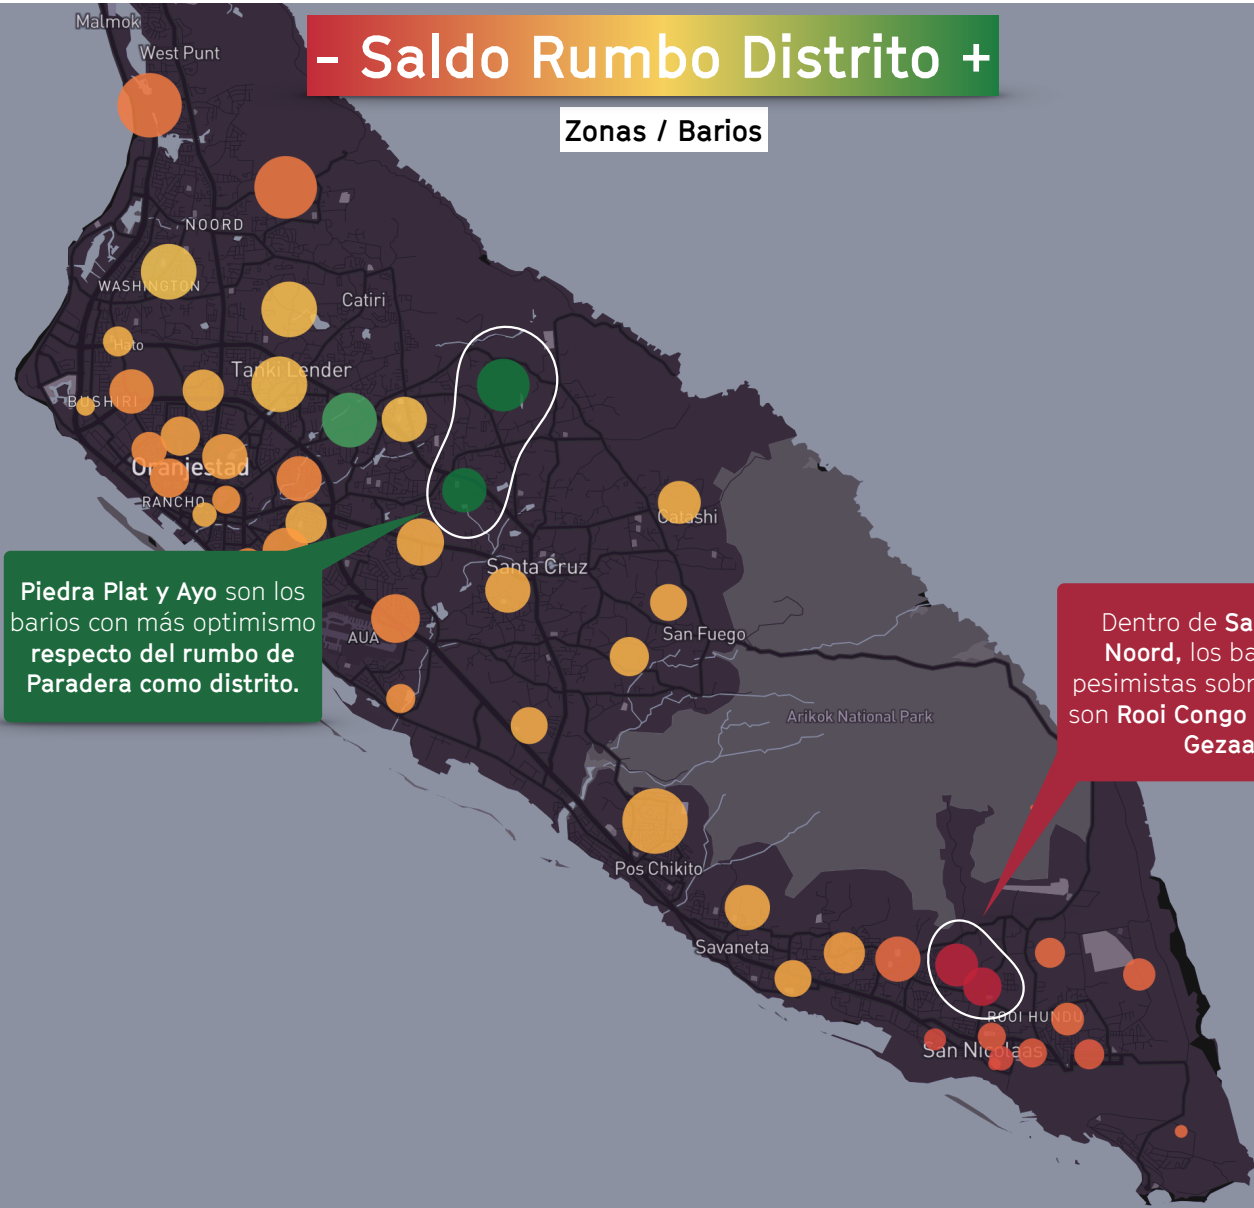 Malmok
West Punt
- Saldo Rumbo Distrito +
Zonas / Barios
NOORD
WASHINGTON
Catiri
Hato
Tanki Lender
BUSHIRI
Oranjestad
RANCHO
Calashi
Santa Cruz
Piedra Plat y Ayo son los
barios con más optimismo
respecto del rumbo de
Paradera como distrito.
AUA
San Fuego
Dentro de Sa
Noord, los ba
pesimistas sobr
son Rooi Congo
Gezaa
Arikok National Park
Pos Chikito
Savaneta
ROOI HUNDU
San Nicolaas